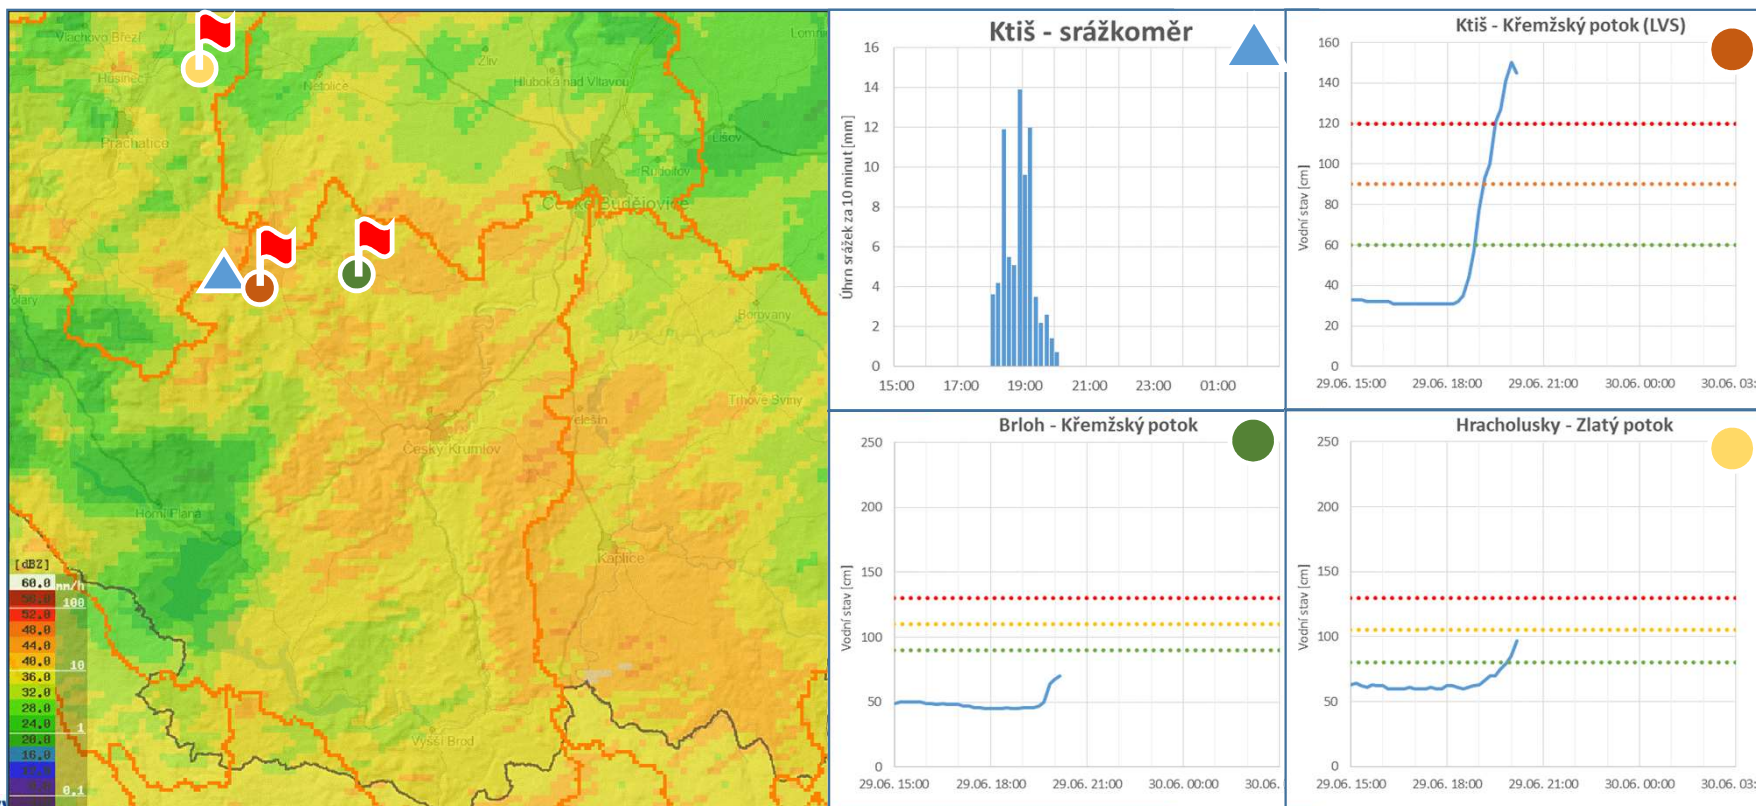 Vlachovo Březí
Husinec
Prachatice
Netolice
Zliv
Hluboká nad Vltavou
Lišov
Rudolfov
České Budějovice
Borovany
Trhové Sviny
Velešín
Český Krumlov
Horní Planá
Kaplice
Vyšší Brod
[dBZ]
60.0 mm/h
56.0 100
52.0
48.0
44.0
40.0 10
36.0
32.0
28.0
24.0 1
20.0
16.0
0.1
Ktiš - srážkoměr
Úhrn srážek za 10 minut [mm]
16
14
12
10
8
6
4
2
0
15:00 17:00 19:00 21:00 23:00 01:00
Ktiš - Křemžský potok (LVS)
Vodní stav [cm]
160
140
120
100
80
60
40
20
0
29.06. 15:00 29.06. 18:00 29.06. 21:00 30.06. 00:00 30.06. 03:
Brloh - Křemžský potok
Vodní stav [cm]
250
200
150
100
50
0
29.06. 15:00 29.06. 18:00 29.06. 21:00 30.06. 00:00 30.06.
Hracholusky - Zlatý potok
Vodní stav [cm]
250
200
150
100
50
0
29.06. 15:00 29.06. 18:00 29.06. 21:00 30.06. 00:00 30.06. 03: